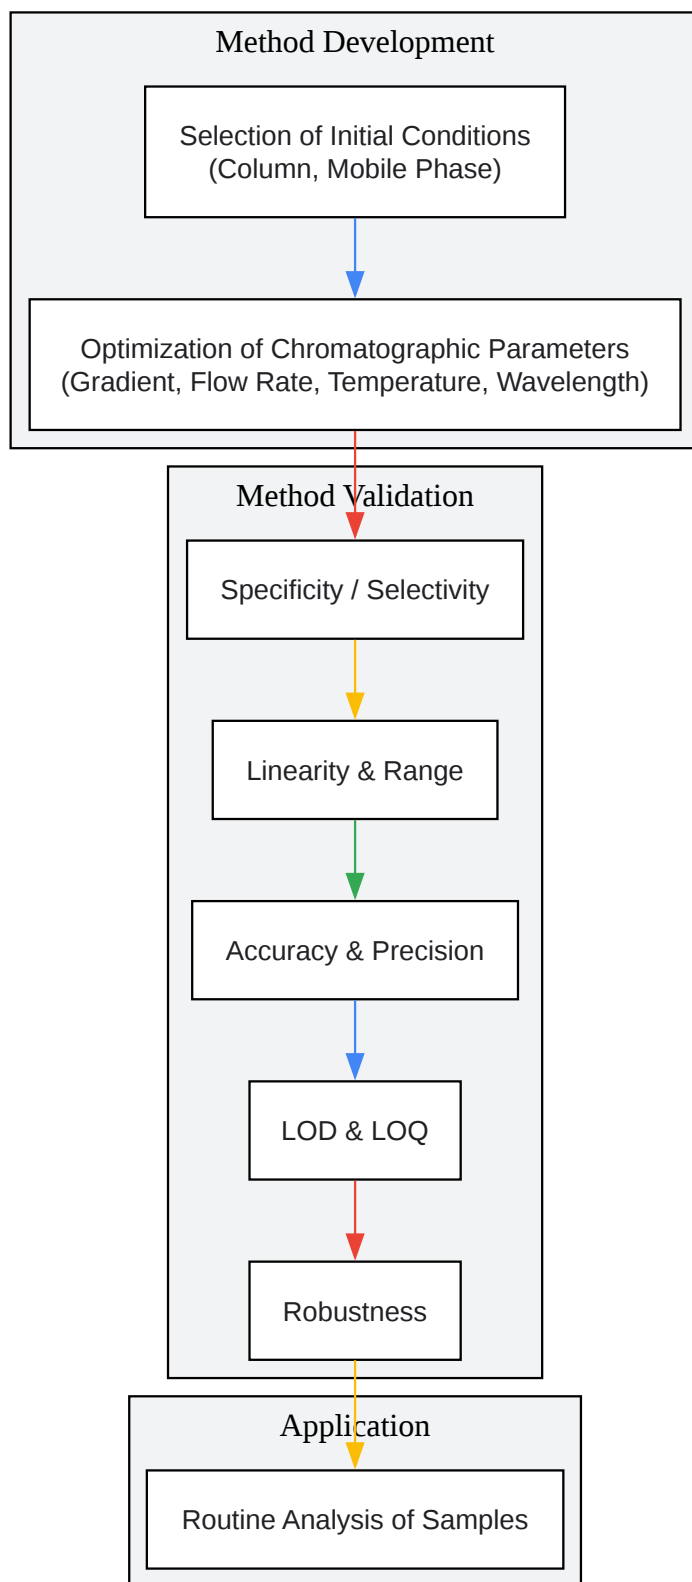 Method Development
Selection of Initial Conditions
(Column, Mobile Phase)
Optimization of Chromatographic Parameters
(Gradient, Flow Rate, Temperature, Wavelength)
Method Validation
Specificity / Selectivity
Linearity & Range
Accuracy & Precision
LOD & LOQ
Robustness
Application
Routine Analysis of Samples